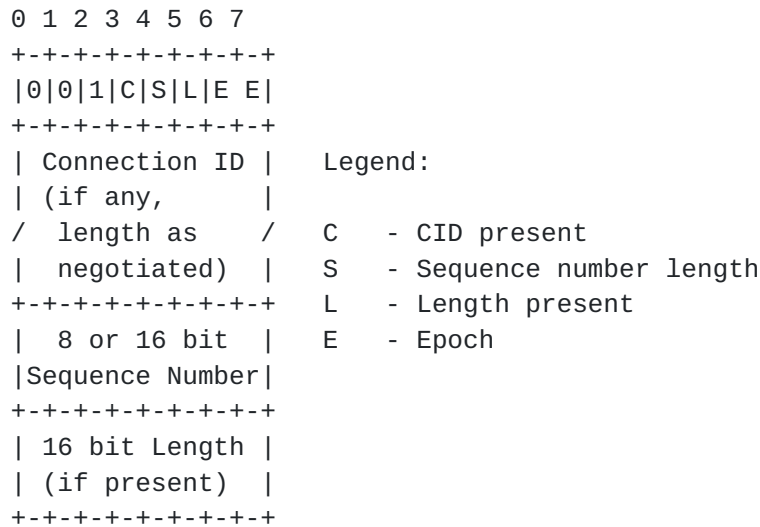 0 1 2 3 4 5 6 7
+-+-+-+-+-+-+-+-+
|0|0|1|C|S|L|E E|
+-+-+-+-+-+-+-+-+
| Connection ID |   Legend:
| (if any,      |
/  length as    /   C   - CID present
|  negotiated)  |   S   - Sequence number length
+-+-+-+-+-+-+-+-+   L   - Length present
|  8 or 16 bit  |   E   - Epoch
|Sequence Number|
+-+-+-+-+-+-+-+-+
| 16 bit Length |
| (if present)  |
+-+-+-+-+-+-+-+-+